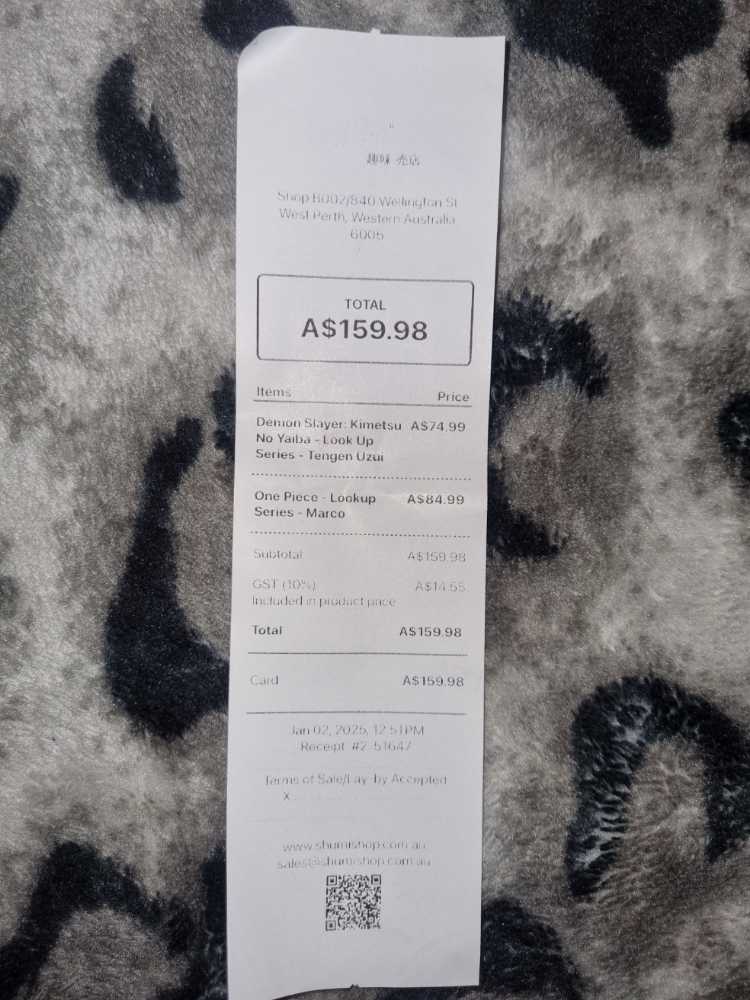 趣味 売店
Shop B002/840 Wellington St
West Perth, Western Australia
6005
TOTAL
A$159.98
Items Price
Demon Slayer: Kimetsu A$74.99
No Yaiba - Look Up
Series - Tengen Uzui
One Piece - Lookup A$84.99
Series - Marco
Subtotal A$159.98
GST (10%) A$14.55
Included in product price
Total A$159.98
Card A$159.98
Jan 02, 2025, 12:51PM
Receipt #2-51647
Terms of Sale/Lay-by Accepted
X
www.shumishop.com.au
sales@shumishop.com.au